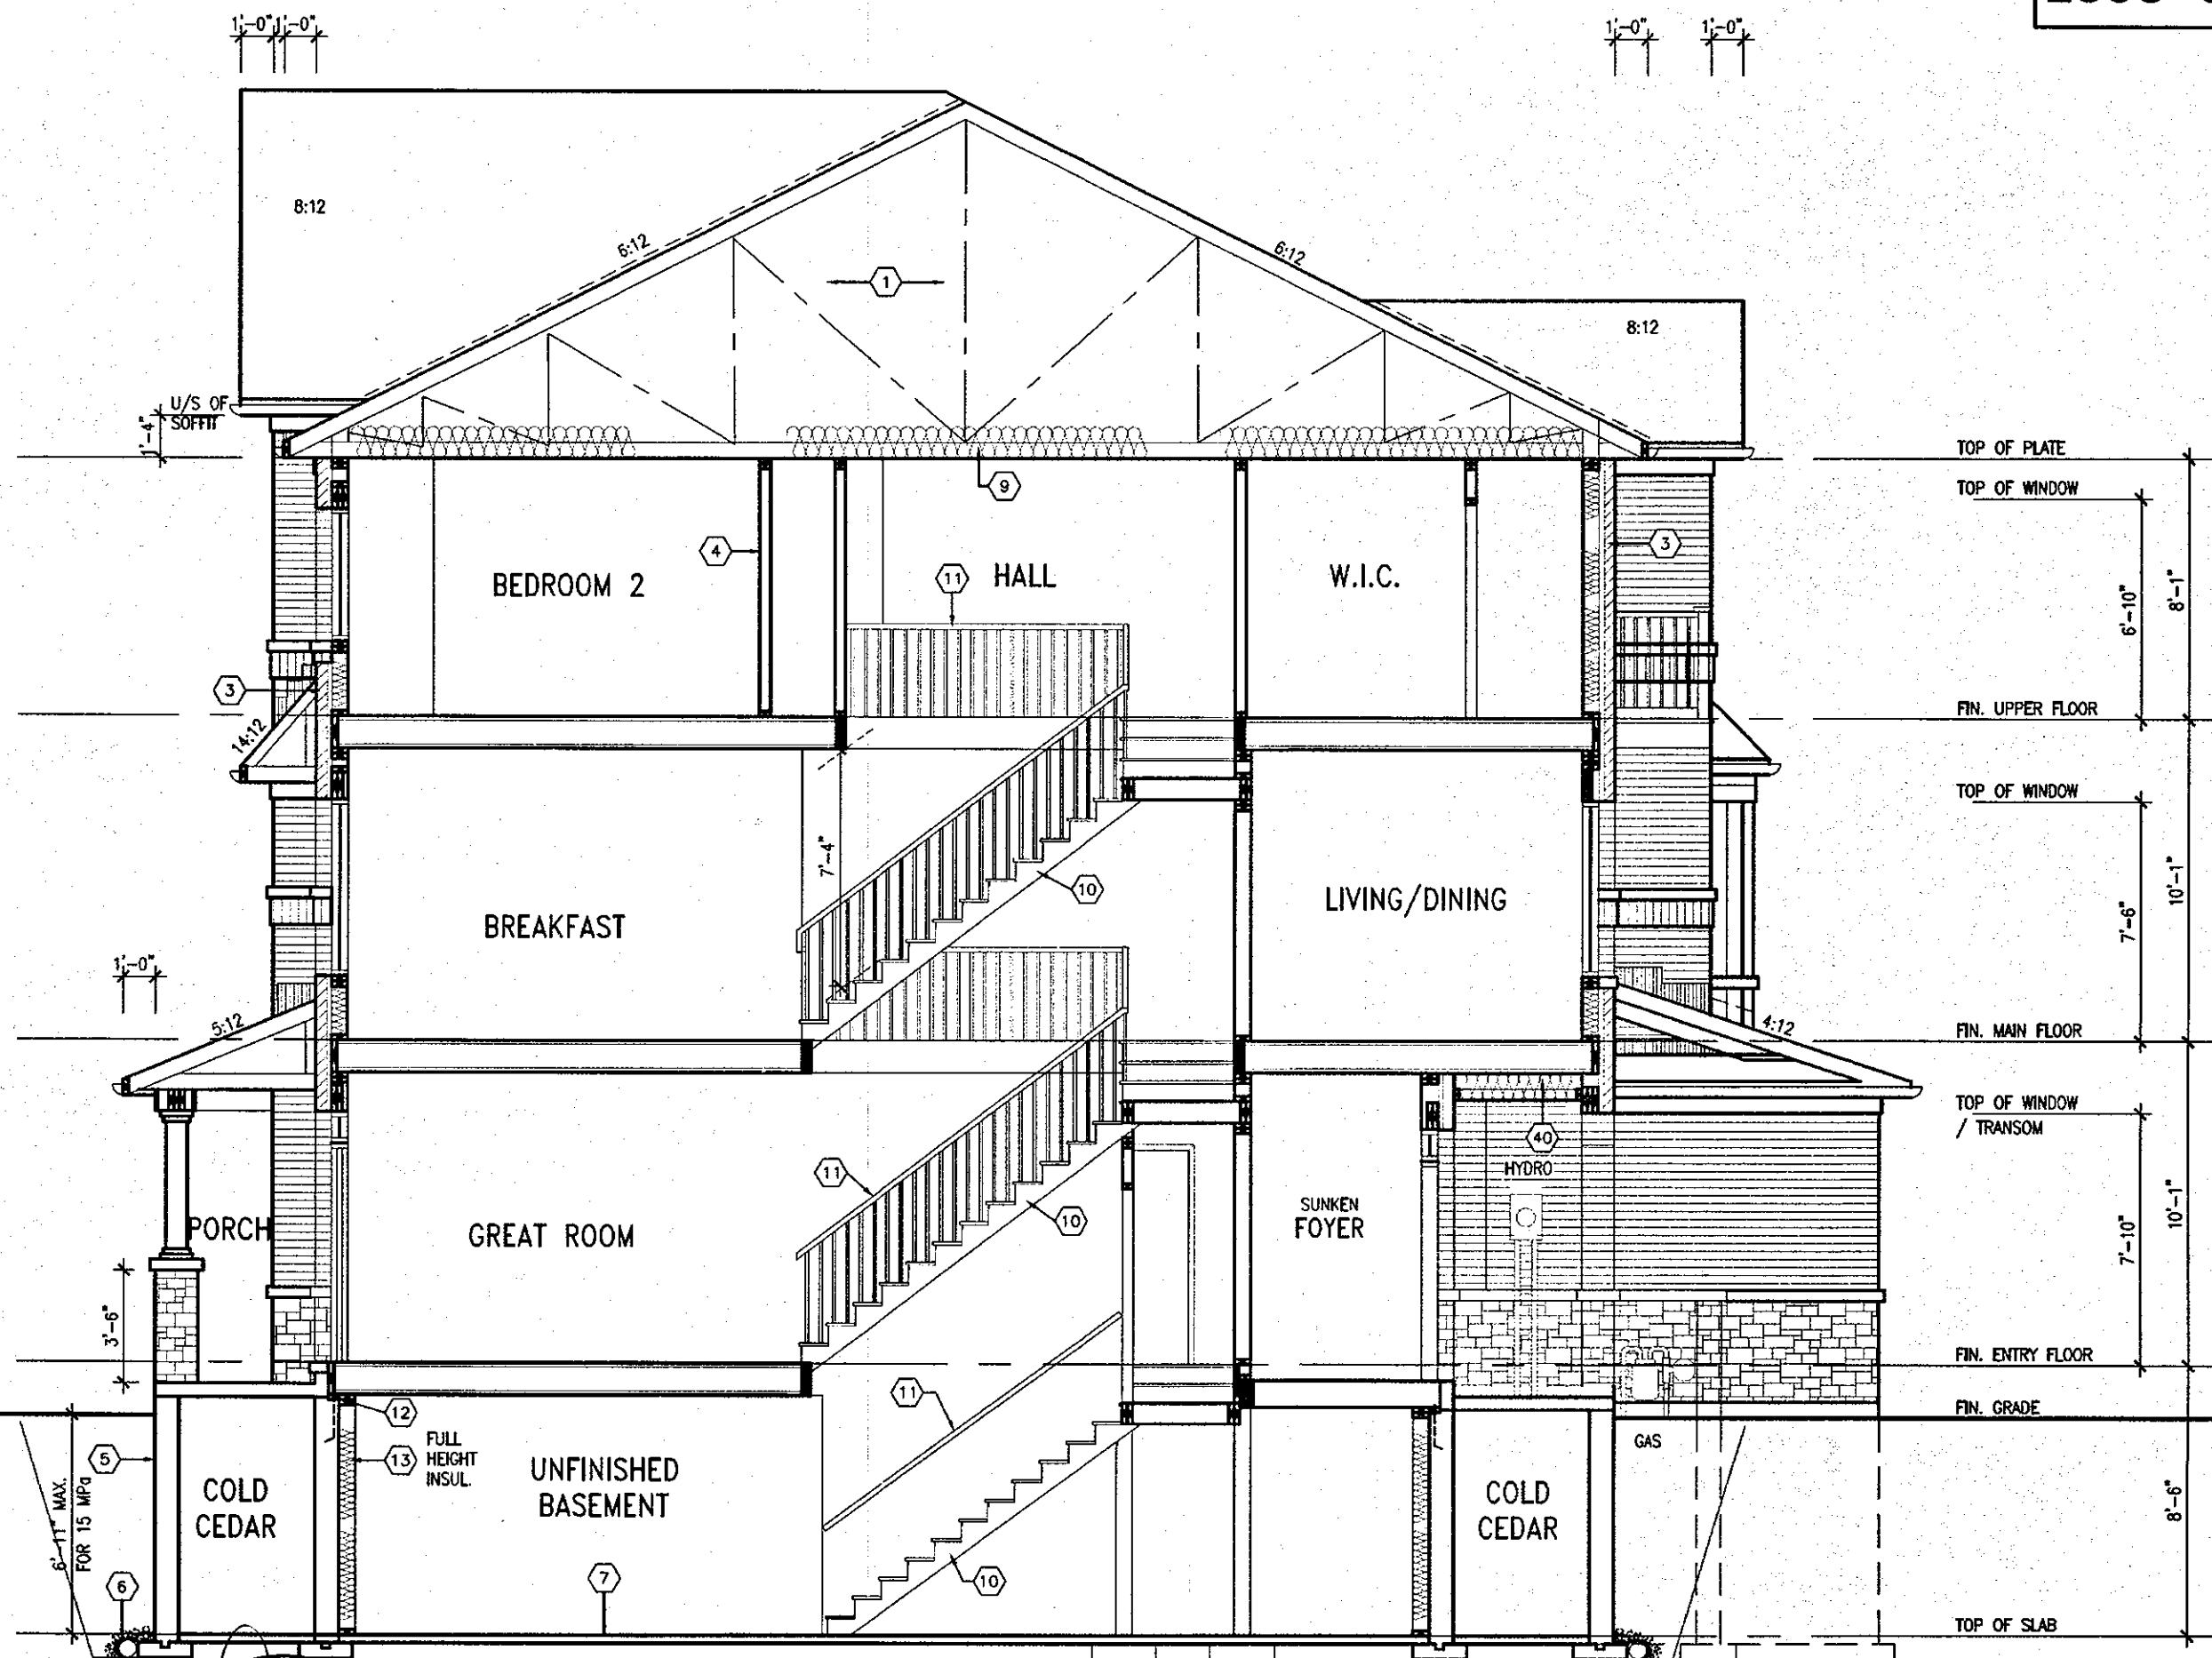 1'-0" 1'-0"
1'-0" 1'-0"
8:12
6:12
6:12
1
8:12
U/S OF
SOFFIT
1'-4"
TOP OF PLATE
9
TOP OF WINDOW
4
3
BEDROOM 2
11
HALL
W.I.C.
6'-10"
8'-1"
3
FIN. UPPER FLOOR
14:12
TOP OF WINDOW
7'-4"
10
LIVING/DINING
BREAKFAST
7'-6"
10'-1"
1'-0"
5:12
4:12
FIN. MAIN FLOOR
TOP OF WINDOW
/ TRANSOM
40
HYDRO
11
10
SUNKEN
FOYER
PORCH
GREAT ROOM
7'-10"
10'-1"
3'-6"
FIN. ENTRY FLOOR
11
FIN. GRADE
12
GAS
5
13
FULL
HEIGHT
INSUL.
UNFINISHED
BASEMENT
COLD
CEDAR
COLD
CEDAR
6'-11" MAX.
FOR 15 MPa
8'-6"
6
7
10
TOP OF SLAB